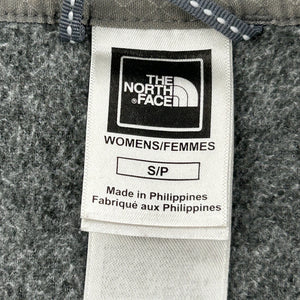 THE
NORTH
FACE
WOMENS/FEMMES
S/P
Made in Philippines
Fabriqué aux Philippines